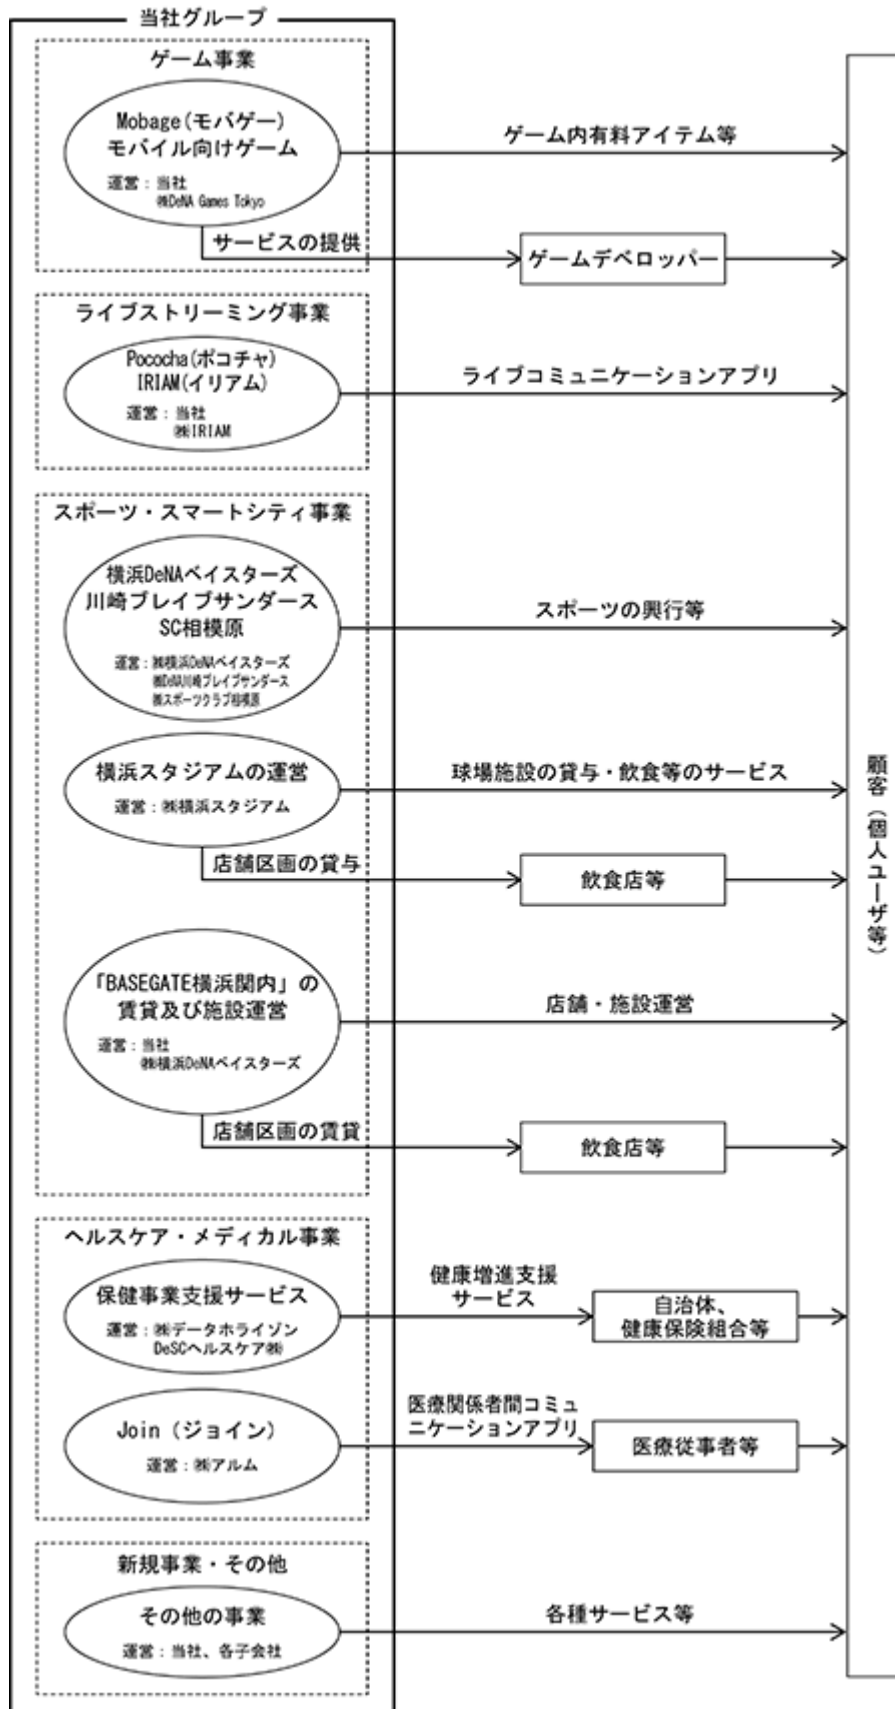 当社グループ
ゲーム事業
Mobage(モバゲー)
モバイル向けゲーム
運営：当社
㈱DeNA Games Tokyo
ゲーム内有料アイテム等
サービスの提供
ゲームデベロッパー
ライブストリーミング事業
Pococha(ポコチャ)
IRIAM(イリアム)
運営：当社
㈱IRIAM
ライブコミュニケーションアプリ
スポーツ・スマートシティ事業
横浜DeNAベイスターズ
川崎ブレイブサンダース
SC相模原
運営：㈱横浜DeNAベイスターズ
㈱DeNA川崎ブレイブサンダース
㈱スポーツクラブ相模原
スポーツの興行等
横浜スタジアムの運営
運営：㈱横浜スタジアム
球場施設の貸与・飲食等のサービス
店舗区画の貸与
飲食店等
「BASEGATE横浜関内」の
賃貸及び施設運営
運営：当社
㈱横浜DeNAベイスターズ
店舗・施設運営
店舗区画の賃貸
飲食店等
ヘルスケア・メディカル事業
保健事業支援サービス
運営：㈱データホライゾン
DeSCヘルスケア㈱
健康増進支援
サービス
自治体、
健康保険組合等
Join（ジョイン）
運営：㈱アルム
医療関係者間コミュ
ニケーションアプリ
医療従事者等
新規事業・その他
その他の事業
運営：当社、各子会社
各種サービス等
顧客（個人ユーザ等）